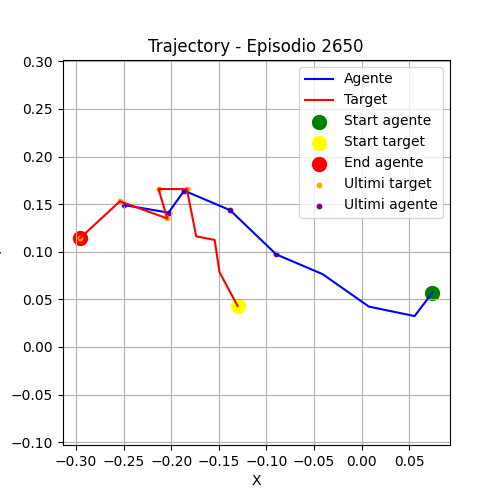 Trajectory - Episodio 2650
0.30
0.25
0.20
0.15
0.10
0.05
0.00
−0.05
−0.10
−0.30
−0.25
−0.20
−0.15
−0.10
−0.05
0.00
0.05
X
Agente
Target
Start agente
Start target
End agente
Ultimi target
Ultimi agente